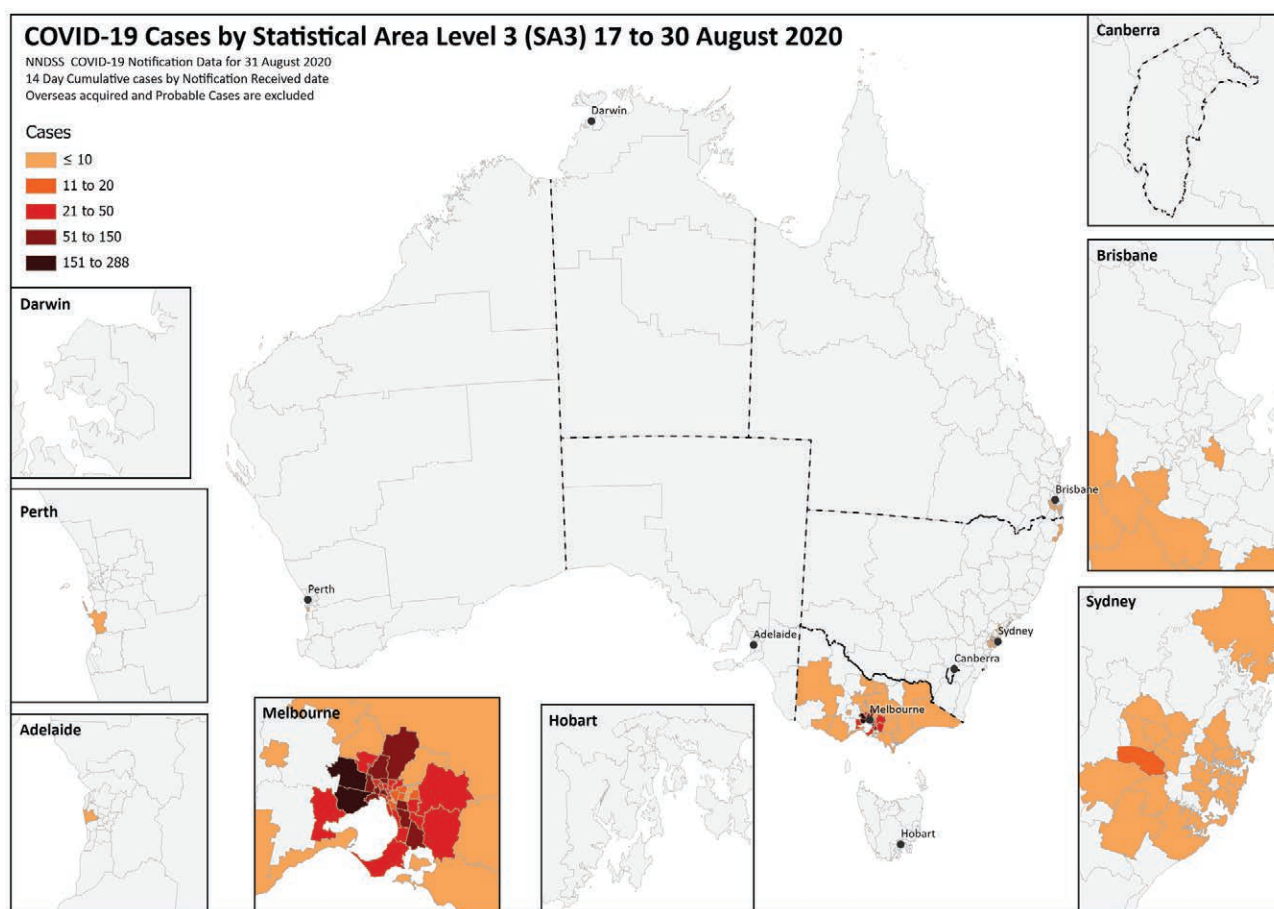 COVID-19 Cases by Statistical Area Level 3 (SA3) 17 to 30 August 2020
NNDSS COVID-19 Notification Data for 31 August 2020
14 Day Cumulative cases by Notification Received date
Overseas acquired and Probable Cases are excluded
Cases
≤ 10
11 to 20
21 to 50
51 to 150
151 to 288
Darwin
Canberra
Brisbane
Darwin
Perth
Brisbane
Perth
Adelaide
Sydney
Canberra
Melbourne
Hobart
Sydney
Adelaide
Melbourne
Hobart